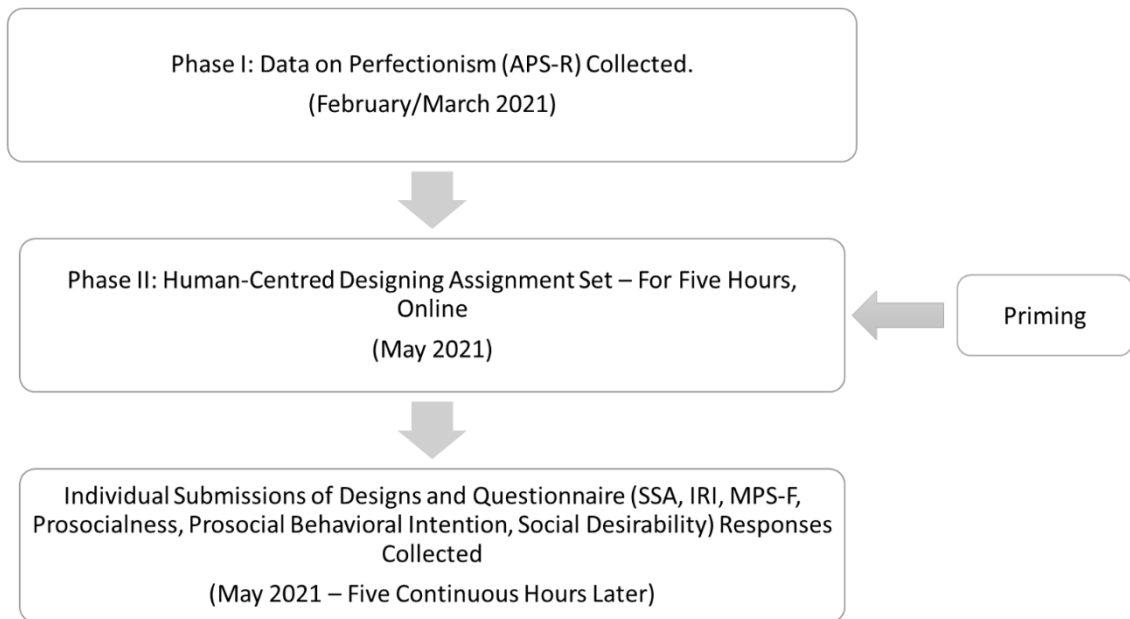 Phase I: Data on Perfectionism (APS-R) Collected.
(February/March 2021)
Phase II: Human-Centred Designing Assignment Set – For Five Hours,
Online
(May 2021)
Priming
Individual Submissions of Designs and Questionnaire (SSA, IRI, MPS-F,
Prosocialness, Prosocial Behavioral Intention, Social Desirability) Responses
Collected
(May 2021 – Five Continuous Hours Later)